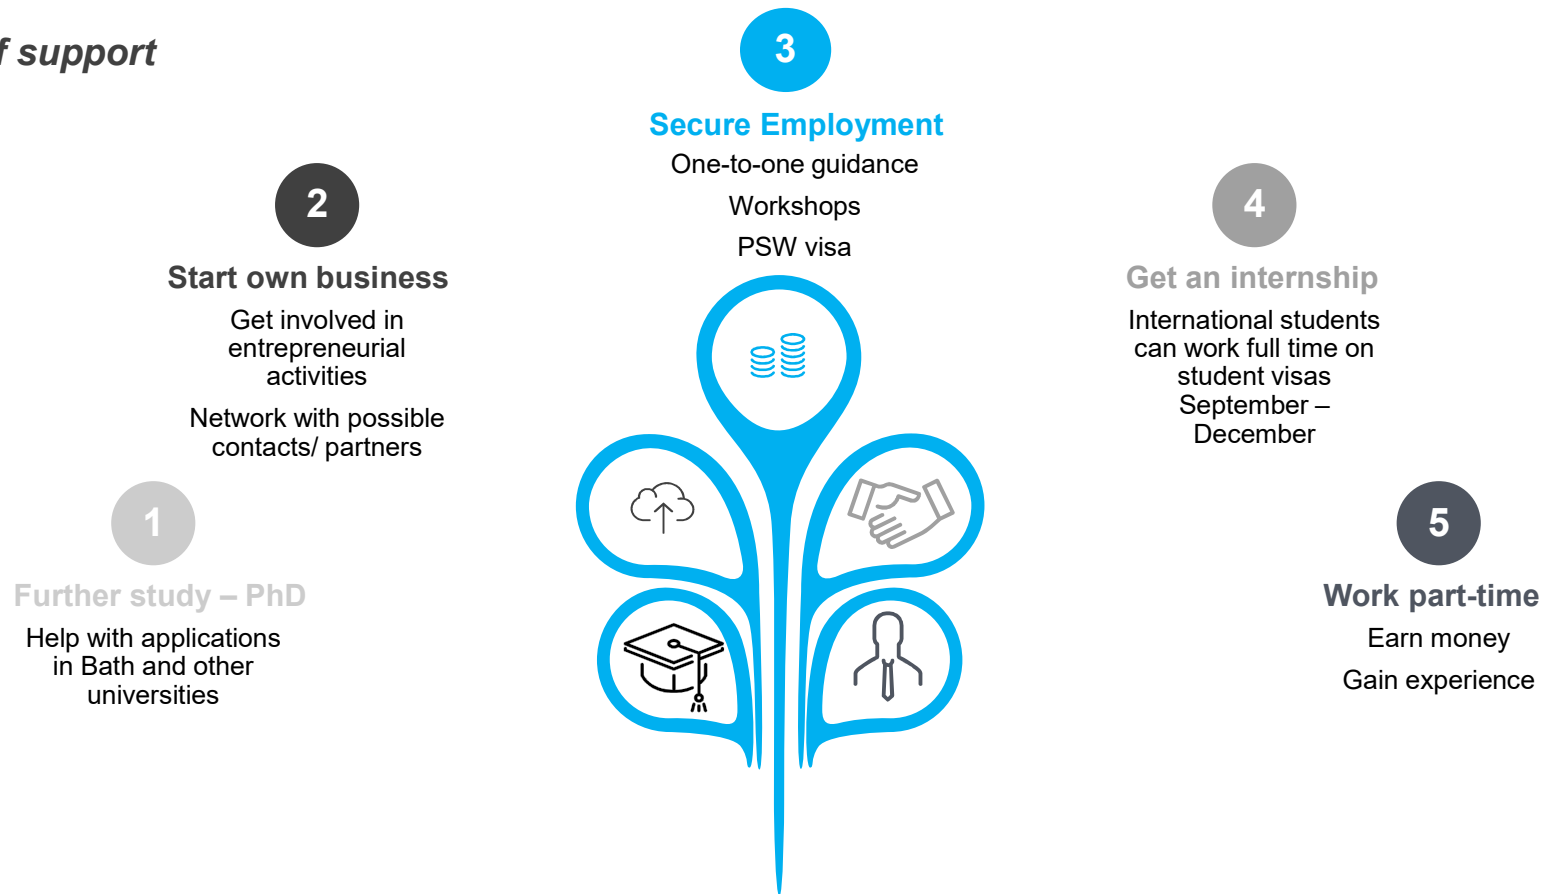 f support
3
Secure Employment
One-to-one guidance
Workshops
PSW visa
2
Start own business
Get involved in
entrepreneurial
activities
Network with possible
contacts/ partners
4
Get an internship
International students
can work full time on
student visas
September –
December
1
Further study – PhD
Help with applications
in Bath and other
universities
5
Work part-time
Earn money
Gain experience